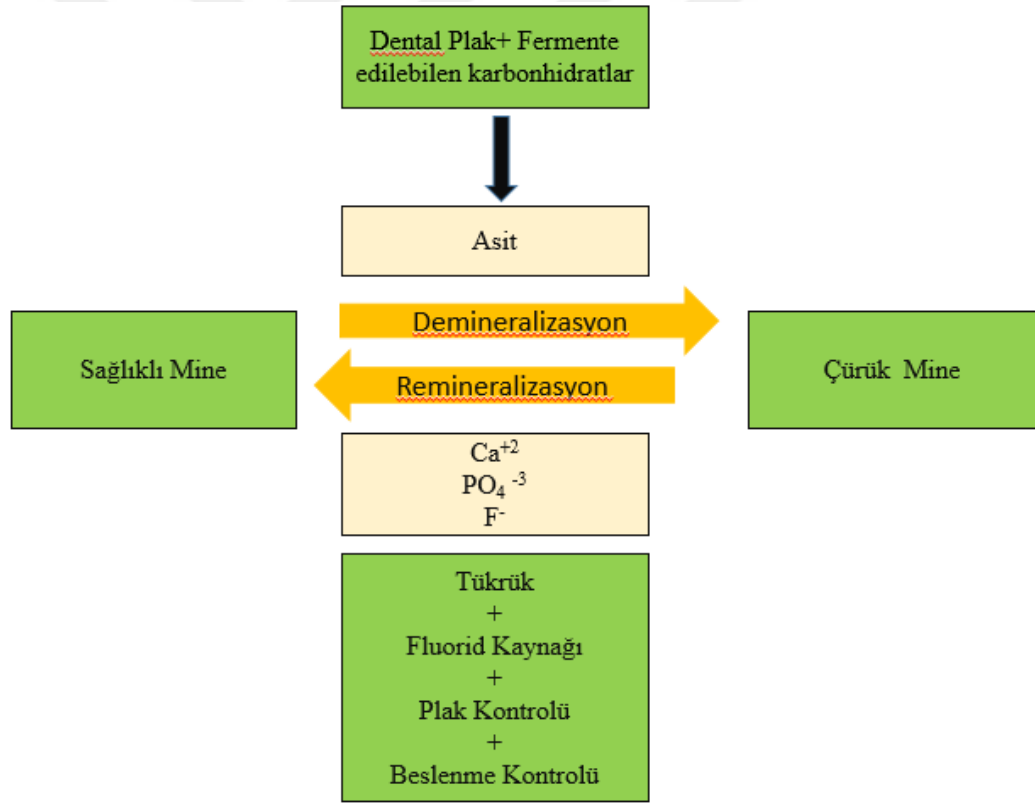 Dental Plak+ Fermente
edilebilen karbonhidratlar
Asit
Demineralizasyon
Sağlıklı Mine
Çürük Mine
Remineralizasyon
Ca⁺²
PO₄ ⁻³
F⁻
Tükrük
+
Fluorid Kaynağı
+
Plak Kontrolü
+
Beslenme Kontrolü